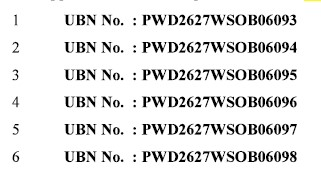 1 UBN No. : PWD2627WSOB06093
2 UBN No. : PWD2627WSOB06094
3 UBN No. : PWD2627WSOB06095
4 UBN No. : PWD2627WSOB06096
5 UBN No. : PWD2627WSOB06097
6 UBN No. : PWD2627WSOB06098